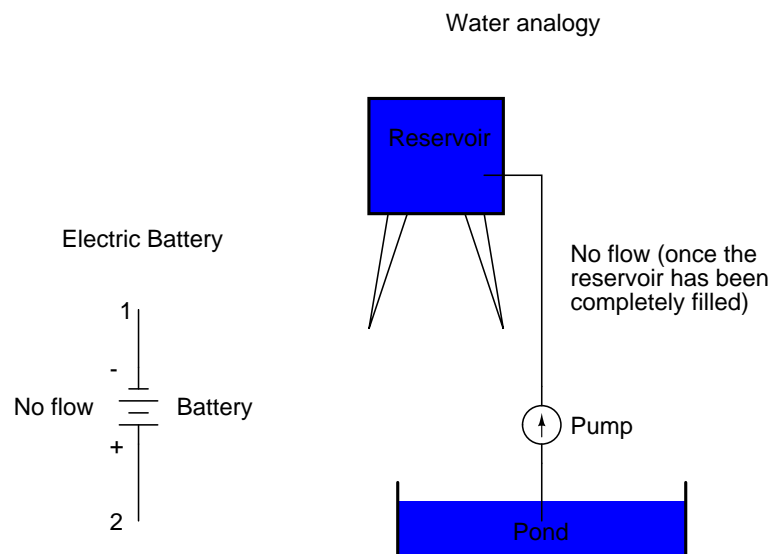 Water analogy
Reservoir
Electric Battery
No flow (once the
reservoir has been
completely filled)
1
-
No flow
Battery
+
2
Pump
Pond